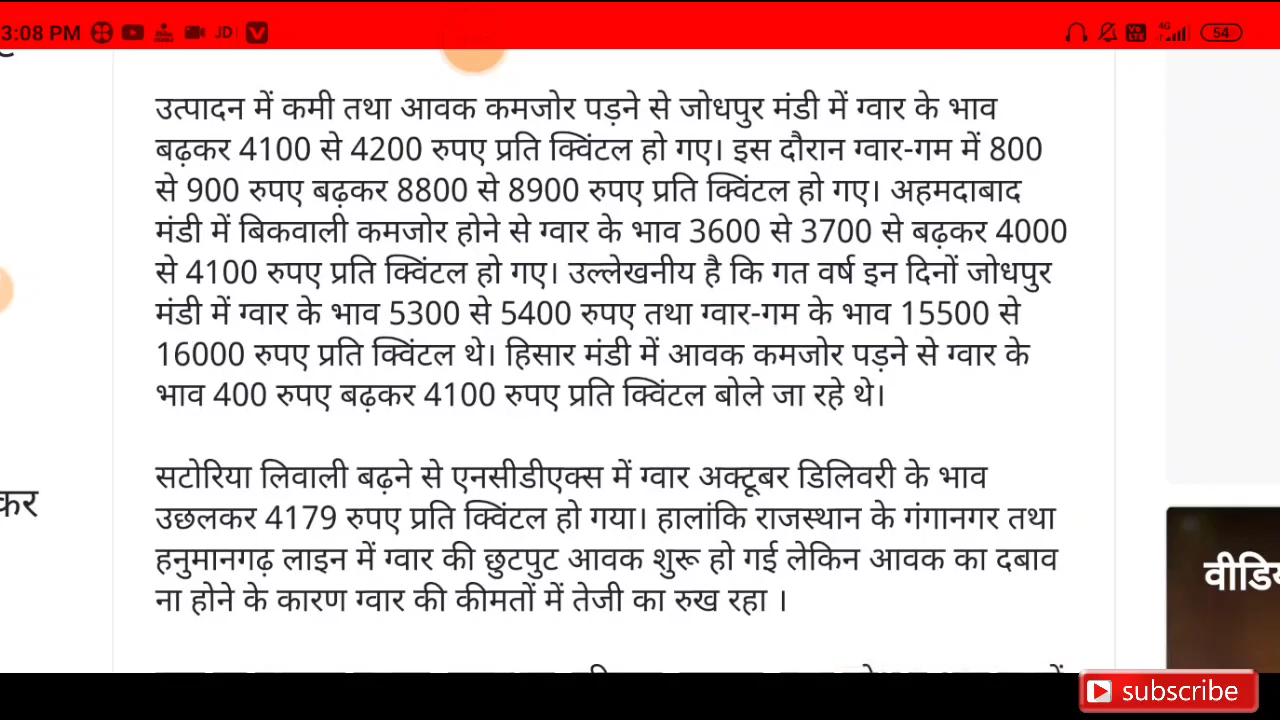 3:08 PM JD
4G 54
उत्पादन में कमी तथा आवक कमजोर पड़ने से जोधपुर मंडी में ग्वार के भाव
बढ़कर 4100 से 4200 रुपए प्रति क्विंटल हो गए। इस दौरान ग्वार-गम में 800
से 900 रुपए बढ़कर 8800 से 8900 रुपए प्रति क्विंटल हो गए। अहमदाबाद
मंडी में बिकवाली कमजोर होने से ग्वार के भाव 3600 से 3700 से बढ़कर 4000
से 4100 रुपए प्रति क्विंटल हो गए। उल्लेखनीय है कि गत वर्ष इन दिनों जोधपुर
मंडी में ग्वार के भाव 5300 से 5400 रुपए तथा ग्वार-गम के भाव 15500 से
16000 रुपए प्रति क्विंटल थे। हिसार मंडी में आवक कमजोर पड़ने से ग्वार के
भाव 400 रुपए बढ़कर 4100 रुपए प्रति क्विंटल बोले जा रहे थे।
सटोरिया लिवाली बढ़ने से एनसीडीएक्स में ग्वार अक्टूबर डिलिवरी के भाव
उछलकर 4179 रुपए प्रति क्विंटल हो गया। हालांकि राजस्थान के गंगानगर तथा
हनुमानगढ़ लाइन में ग्वार की छुटपुट आवक शुरू हो गई लेकिन आवक का दबाव
ना होने के कारण ग्वार की कीमतों में तेजी का रुख रहा ।
कर
subscribe